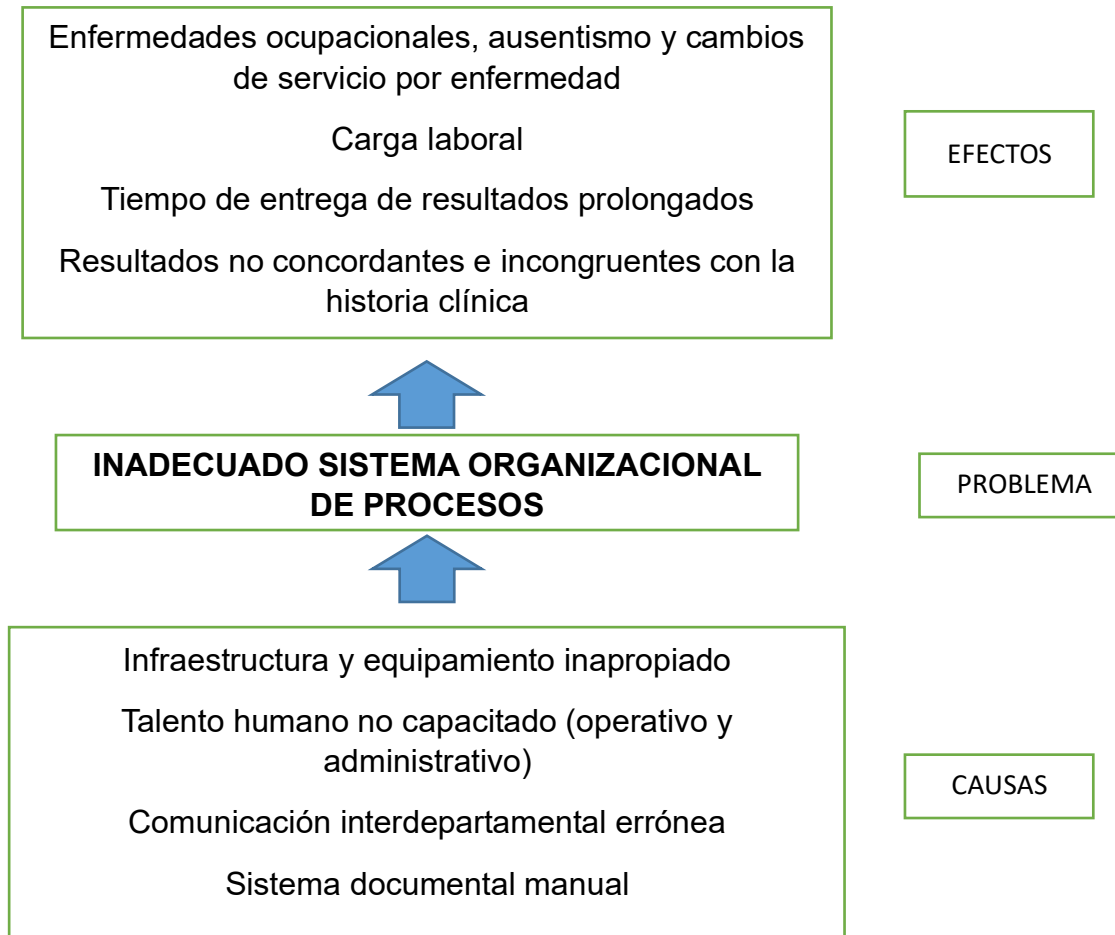 Enfermedades ocupacionales, ausentismo y cambios
de servicio por enfermedad
Carga laboral
Tiempo de entrega de resultados prolongados
Resultados no concordantes e incongruentes con la
historia clínica
EFECTOS
INADECUADO SISTEMA ORGANIZACIONAL
DE PROCESOS
PROBLEMA
Infraestructura y equipamiento inapropiado
Talento humano no capacitado (operativo y
administrativo)
Comunicación interdepartamental errónea
Sistema documental manual
CAUSAS